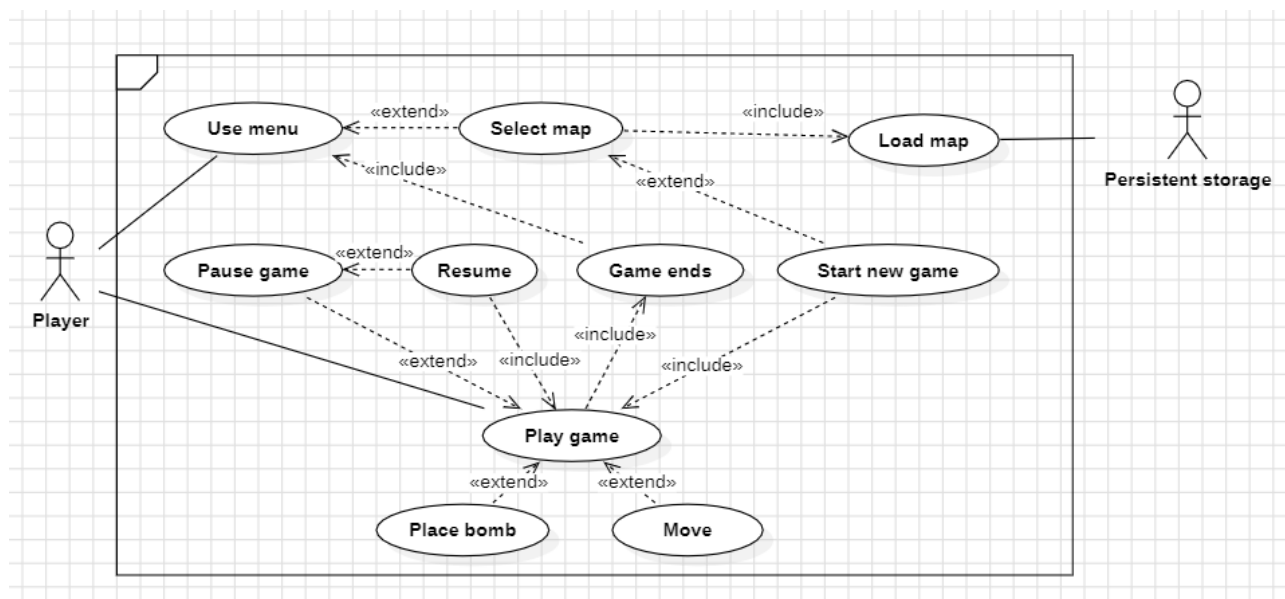 «extend»
«include»
Use menu
Select map
Load map
«include»
«extend»
Persistent storage
«extend»
Pause game
Resume
Game ends
Start new game
Player
«include»
«extend»
«include»
«include»
Play game
«extend»
«extend»
Place bomb
Move